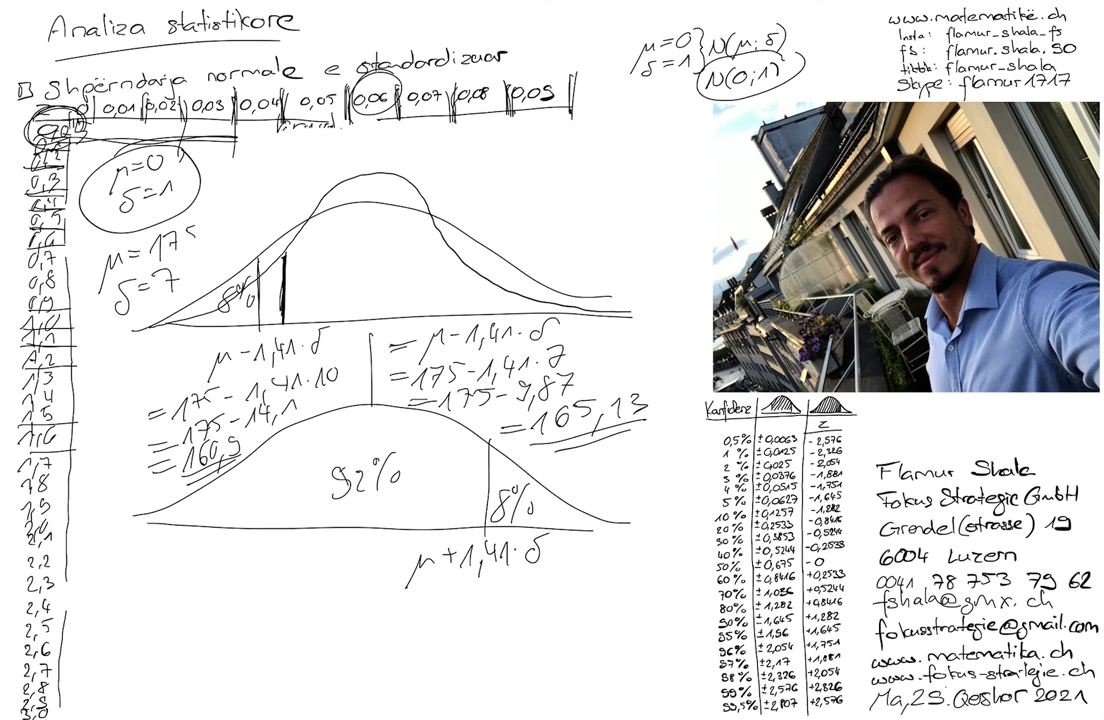 Analiza statistikore
Shpërndarja normale e standardizuar
0,01 0,02 0,03 0,04 0,05 0,06 0,07 0,08 0,09
μ=0
δ=1
N(μ;δ)
N(0;1)
www.matematikë.ch
Insta: flamur_shala_fs
fb: flamur.shala.50
tiktok: flamur_shala
Skype: flamur1717
0,3
0,7
0,8
0,9
1,0
1,2
1,3
1,4
1,5
1,6
1,7
1,8
1,9
2,1
2,2
2,3
2,4
2,5
2,6
2,7
2,8
2,9
3,0
μ=0
δ=1
μ=175
δ=7
8%
μ-1,41·δ
=175-1,41·10
=175-14,1
=160,9
=μ-1,41·δ
=175-1,41·7
=175-9,87
=165,13
92%
8%
μ+1,41·δ
Konfidenz
z
0,5% ±0,0063 -2,576
1% ±0,0125 -2,326
2% ±0,025 -2,054
3% ±0,0376 -1,881
4% ±0,0515 -1,751
5% ±0,0627 -1,645
10% ±0,1257 -1,282
20% ±0,2533 -0,8416
30% ±0,3853 -0,5244
40% ±0,5244 -0,2533
50% ±0,675 -0
60% ±0,8416 +0,2533
70% ±1,036 +0,5244
80% ±1,282 +0,8416
90% ±1,645 +1,282
95% ±1,96 +1,645
96% ±2,054 +1,751
97% ±2,17 +1,881
98% ±2,326 +2,054
99% ±2,576 +2,326
99,5% ±2,807 +2,576
Flamur Shala
Fokus Strategie GmbH
Grendel(strasse) 19
6004 Luzern
0041 78 753 79 62
fshala@gmx.ch
fokusstrategie@gmail.com
www.matematika.ch
www.fokus-strategie.ch
Ma, 29. Qershor 2021